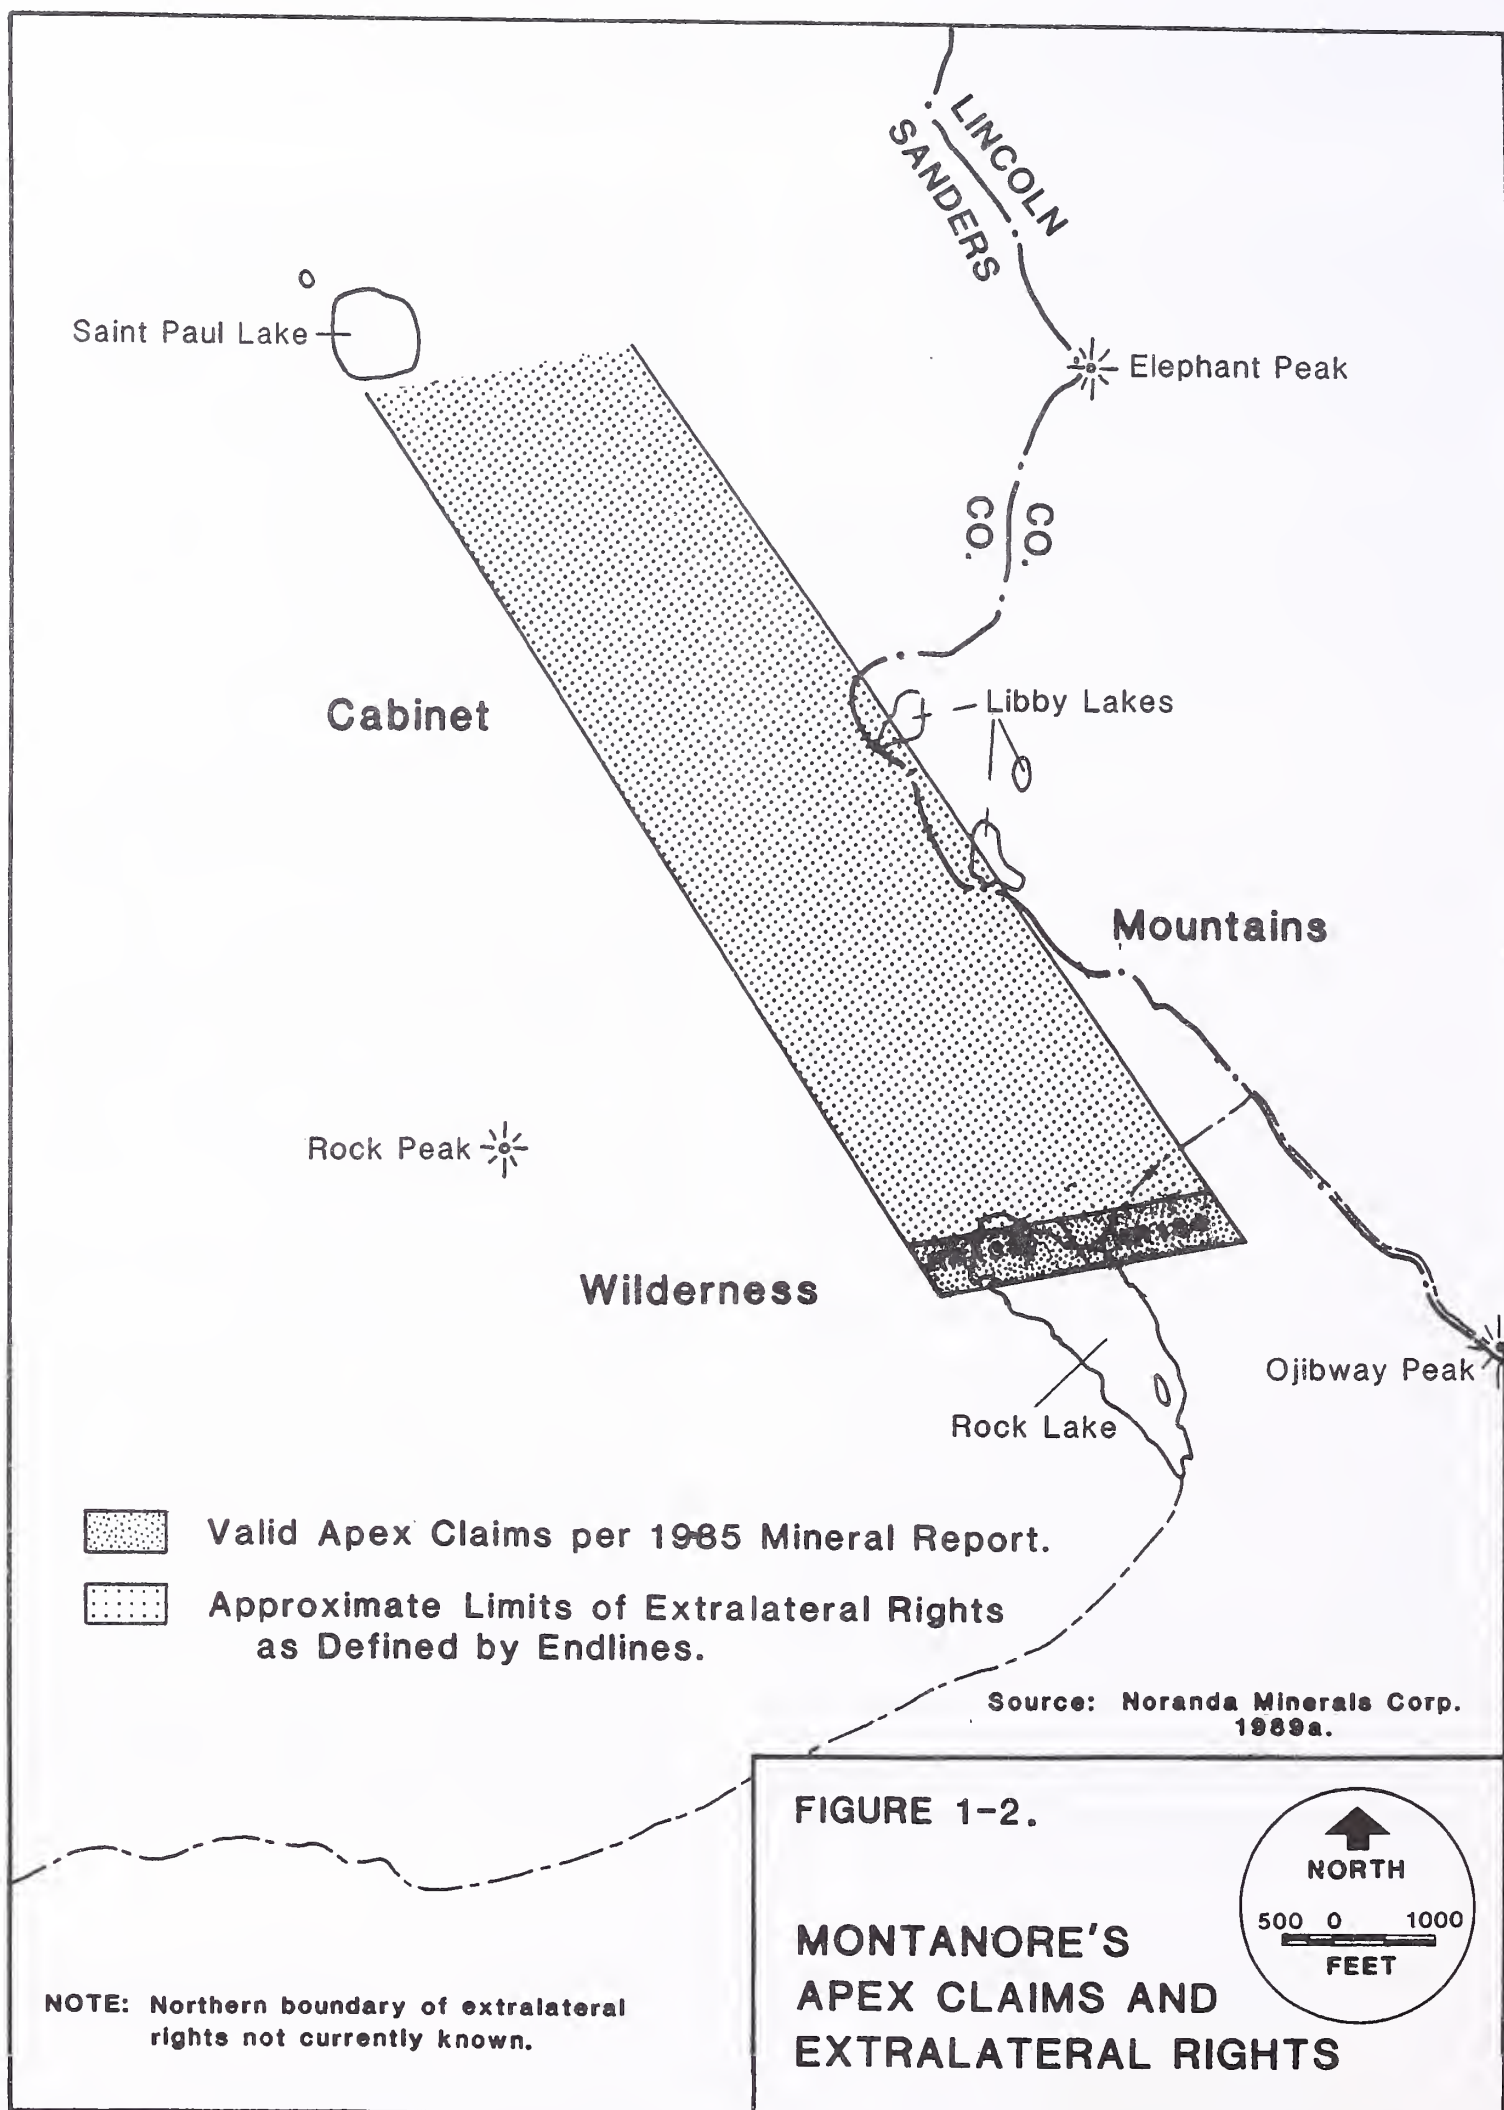 LINCOLN
SANDERS
Saint Paul Lake
Elephant Peak
CO.
CO.
Libby Lakes
Cabinet
Mountains
Rock Peak
Wilderness
Ojibway Peak
Rock Lake
Valid Apex Claims per 1985 Mineral Report.
Approximate Limits of Extralateral Rights
as Defined by Endlines.
Source: Noranda Minerals Corp.
1989a.
FIGURE 1-2.
NORTH
500 0 1000
FEET
MONTANORE'S
APEX CLAIMS AND
EXTRALATERAL RIGHTS
NOTE: Northern boundary of extralateral
rights not currently known.